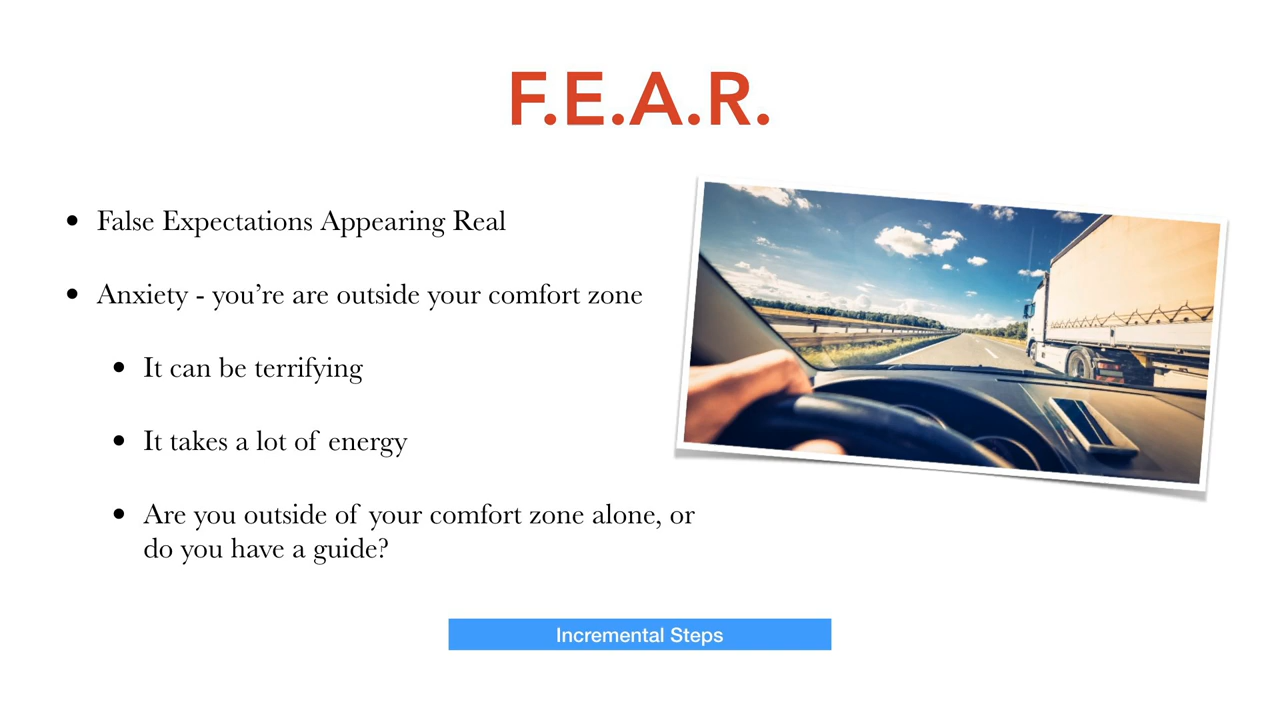 F.E.A.R.
• False Expectations Appearing Real
• Anxiety - you’re are outside your comfort zone
• It can be terrifying
• It takes a lot of energy
• Are you outside of your comfort zone alone, or
do you have a guide?
Incremental Steps